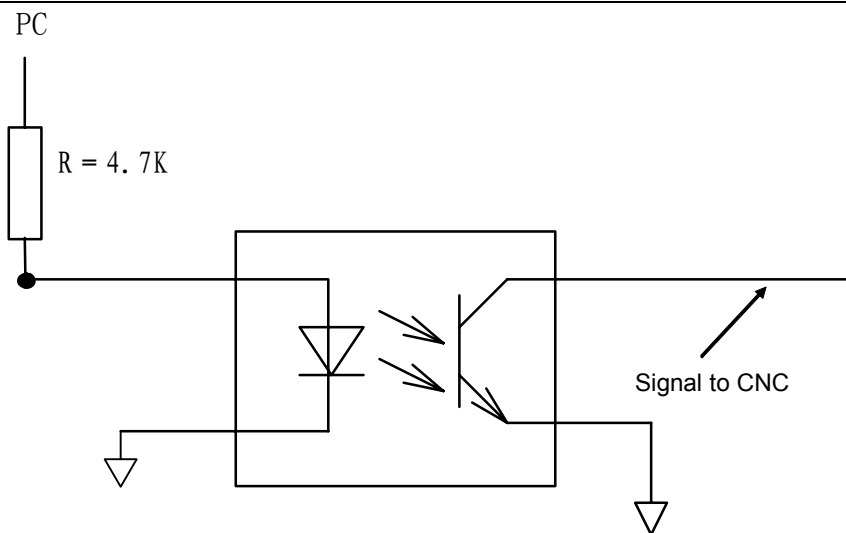 PC
R = 4. 7K
Signal to CNC